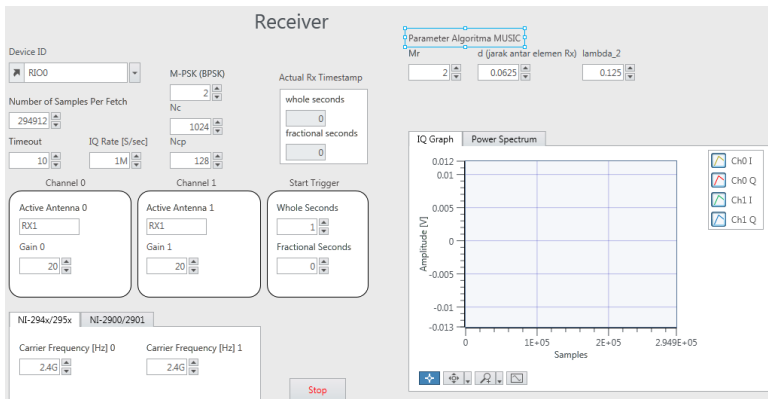 Receiver
Device ID
RIO0
M-PSK (BPSK)
2
Number of Samples Per Fetch
294912
Nc
1024
Timeout
10
IQ Rate [S/sec]
1M
Ncp
128
Actual Rx Timestamp
whole seconds
0
fractional seconds
0
Channel 0
Active Antenna 0
RX1
Gain 0
20
Channel 1
Active Antenna 1
RX1
Gain 1
20
Start Trigger
Whole Seconds
1
Fractional Seconds
0
NI-294x/295x
NI-2900/2901
Carrier Frequency [Hz] 0
2.4G
Carrier Frequency [Hz] 1
2.4G
Stop
Parameter Algoritma MUSIC
Mr
2
d (jarak antar elemen Rx)
0.0625
lambda_2
0.125
IQ Graph
Power Spectrum
Amplitude [V]
0.012
0.01
0.005
0
-0.005
-0.01
-0.013
0
1E+05
2E+05
2.949E+05
Samples
Ch0 I
Ch0 Q
Ch1 I
Ch1 Q